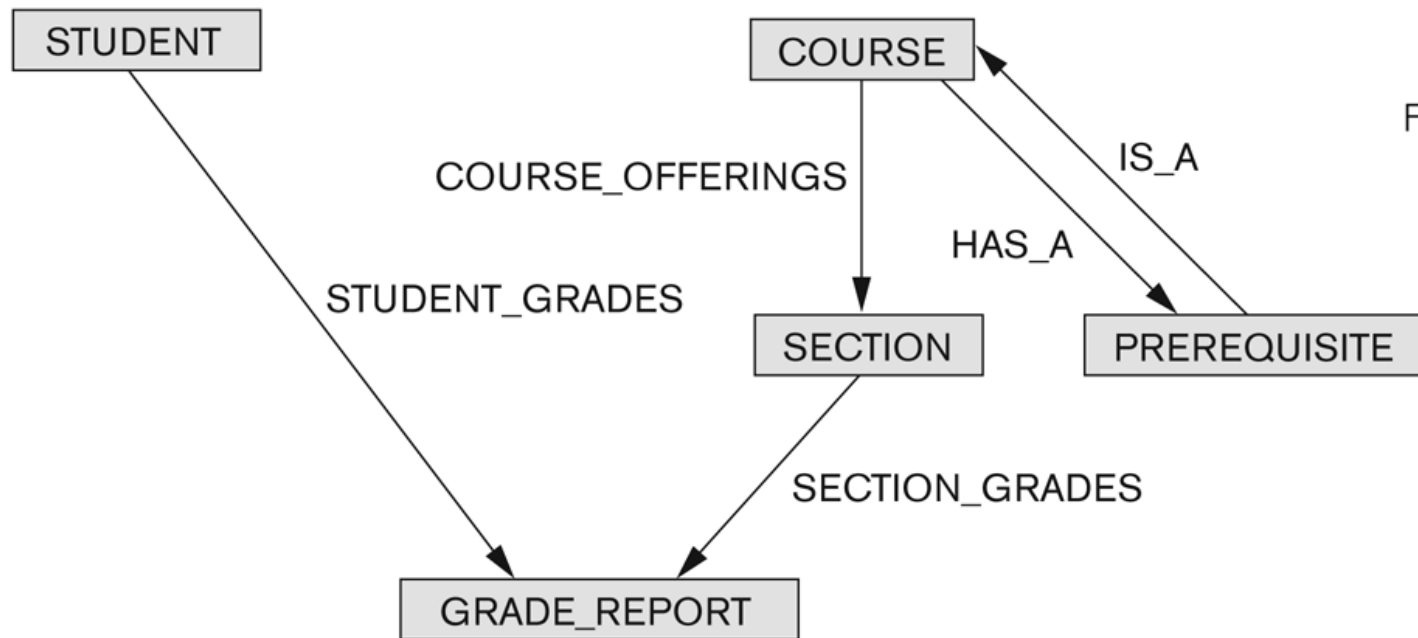 STUDENT
COURSE
F
IS_A
COURSE_OFFERINGS
HAS_A
STUDENT_GRADES
SECTION
PREREQUISITE
SECTION_GRADES
GRADE_REPORT